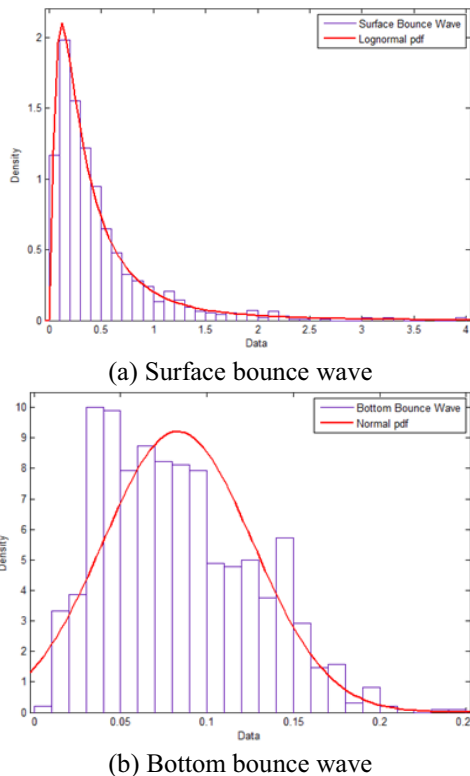 Surface Bounce Wave
Lognormal pdf
2
1.5
1
0.5
0
Density
0 0.5 1 1.5 2 2.5 3 3.5 4
Data
(a) Surface bounce wave
Bottom Bounce Wave
Normal pdf
10
9
8
7
6
5
4
3
2
1
0
Density
0 0.05 0.1 0.15 0.2 0.2
Data
(b) Bottom bounce wave